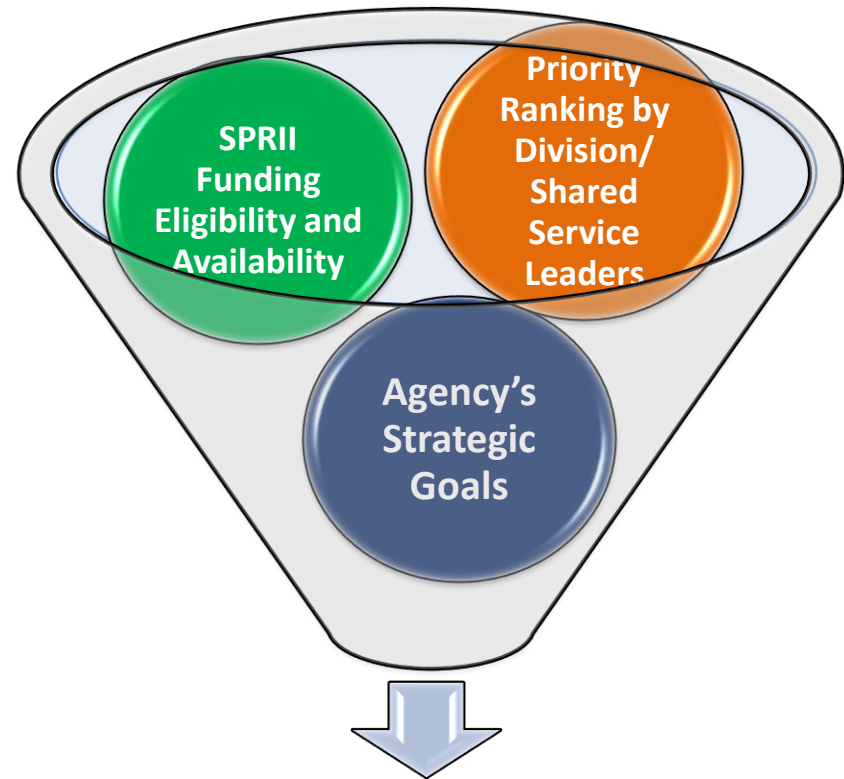 SPRII
Funding
Eligibility and
Availability
Priority
Ranking by
Division/
Shared
Service
Leaders
Agency’s
Strategic
Goals